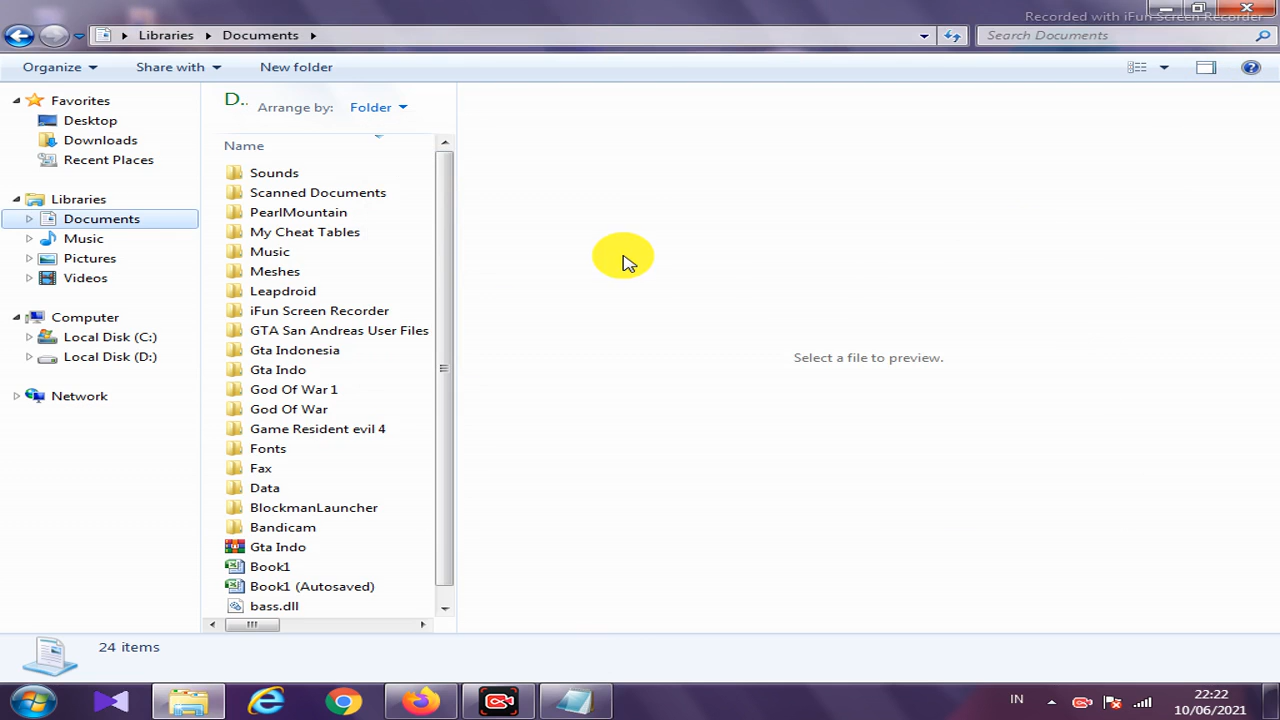 Recorded with iFun Screen Recorder
Libraries Documents
Search Documents
Organize Share with New folder
Favorites
Desktop
Downloads
Recent Places
Libraries
Documents
Music
Pictures
Videos
Computer
Local Disk (C:)
Local Disk (D:)
Network
D..
Arrange by: Folder
Name
Sounds
Scanned Documents
PearlMountain
My Cheat Tables
Music
Meshes
Leapdroid
iFun Screen Recorder
GTA San Andreas User Files
Gta Indonesia
Gta Indo
God Of War 1
God Of War
Game Resident evil 4
Fonts
Fax
Data
BlockmanLauncher
Bandicam
Gta Indo
Book1
Book1 (Autosaved)
bass.dll
Select a file to preview.
24 items
IN
22:22
10/06/2021